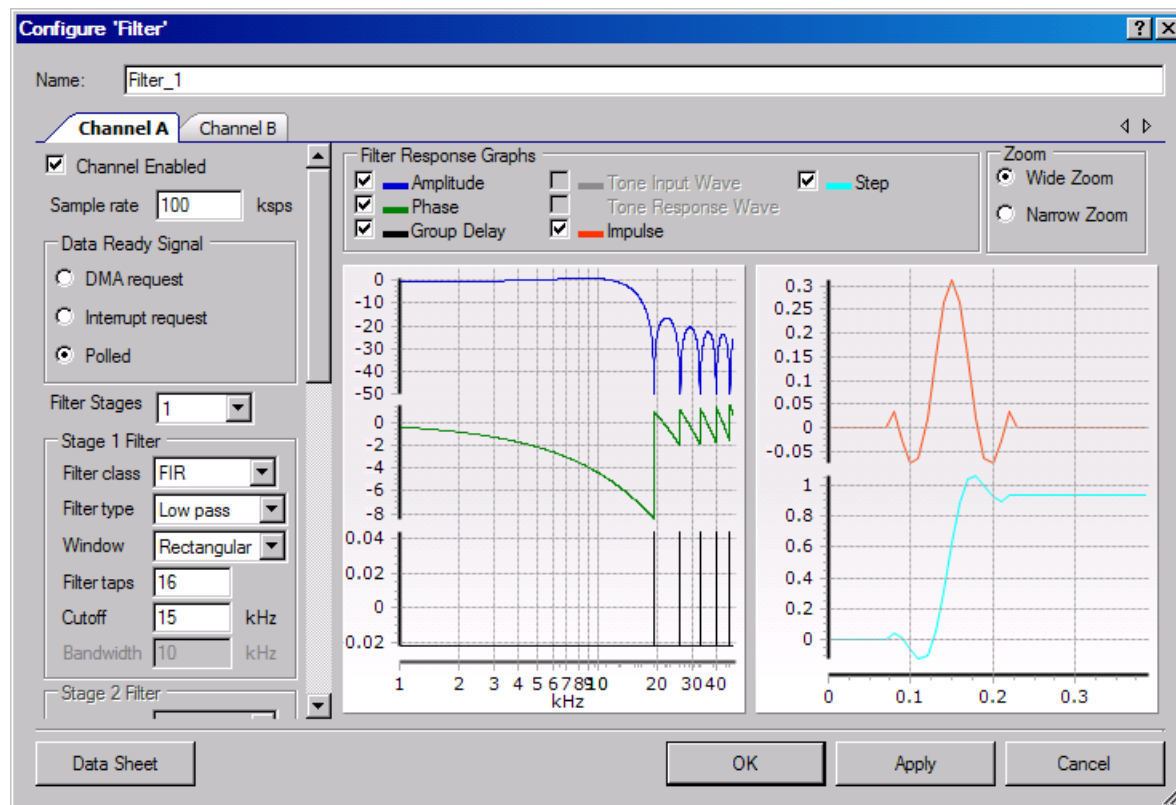 Configure 'Filter'
Name: Filter_1
Channel A Channel B
Channel Enabled
Sample rate 100 ksps
Data Ready Signal
DMA request
Interrupt request
Polled
Filter Stages 1
Stage 1 Filter
Filter class FIR
Filter type Low pass
Window Rectangular
Filter taps 16
Cutoff 15 kHz
Bandwidth 10 kHz
Stage 2 Filter
Filter Response Graphs
Amplitude Tone Input Wave Step
Phase Tone Response Wave
Group Delay Impulse
Zoom
Wide Zoom
Narrow Zoom
0
-10
-20
-30
-40
-50
0
-2
-4
-6
-8
0.04
0.02
0
0.02
1 2 3 4 5 6 7 8 9 10 20 30 40
kHz
0.3
0.25
0.2
0.15
0.1
0.05
0
-0.05
1
0.8
0.6
0.4
0.2
0
0 0.1 0.2 0.3
Data Sheet OK Apply Cancel